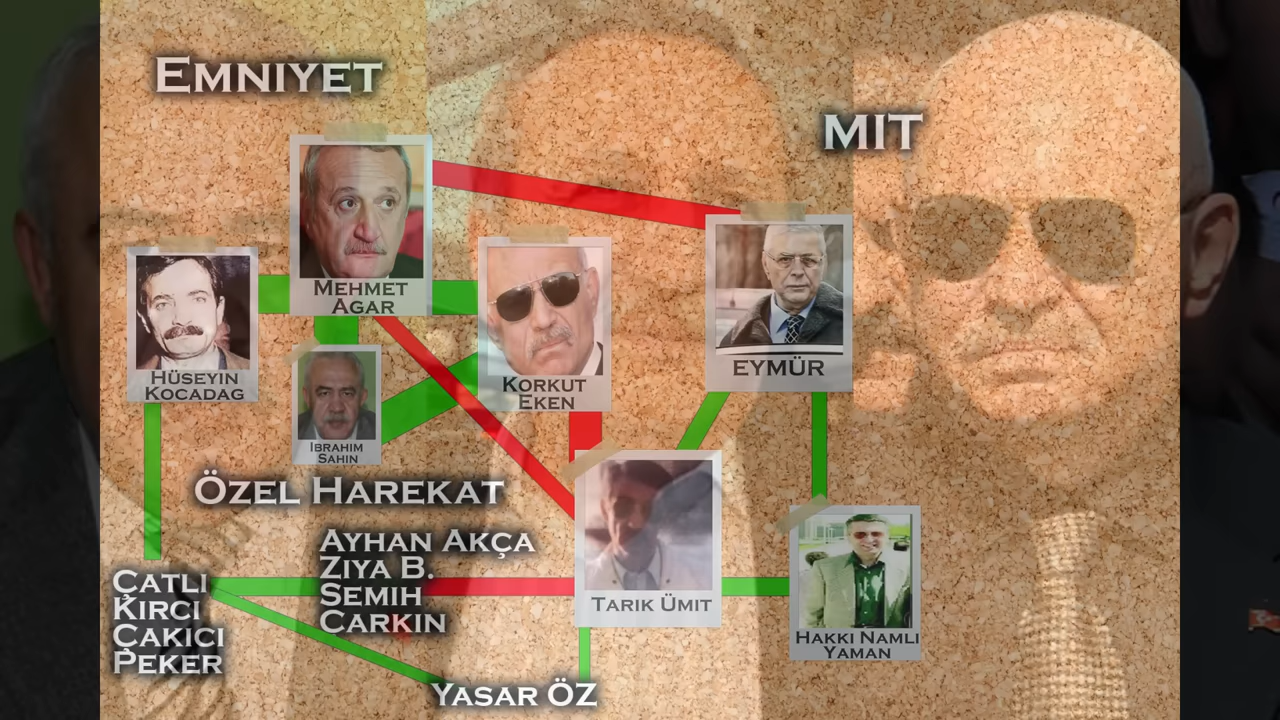 EMNIYET
MIT
MEHMET
AGAR
HÜSEYIN
KOCADAG
KORKUT
EKEN
EYMÜR
IBRAHIM
SAHIN
ÖZEL HAREKAT
AYHAN AKÇA
ZIYA B.
SEMIH
CARKIN
ÇATLI
KIRCI
ÇAKICI
PEKER
TARIK ÜMIT
HAKKI NAMLI
YAMAN
YASAR ÖZ